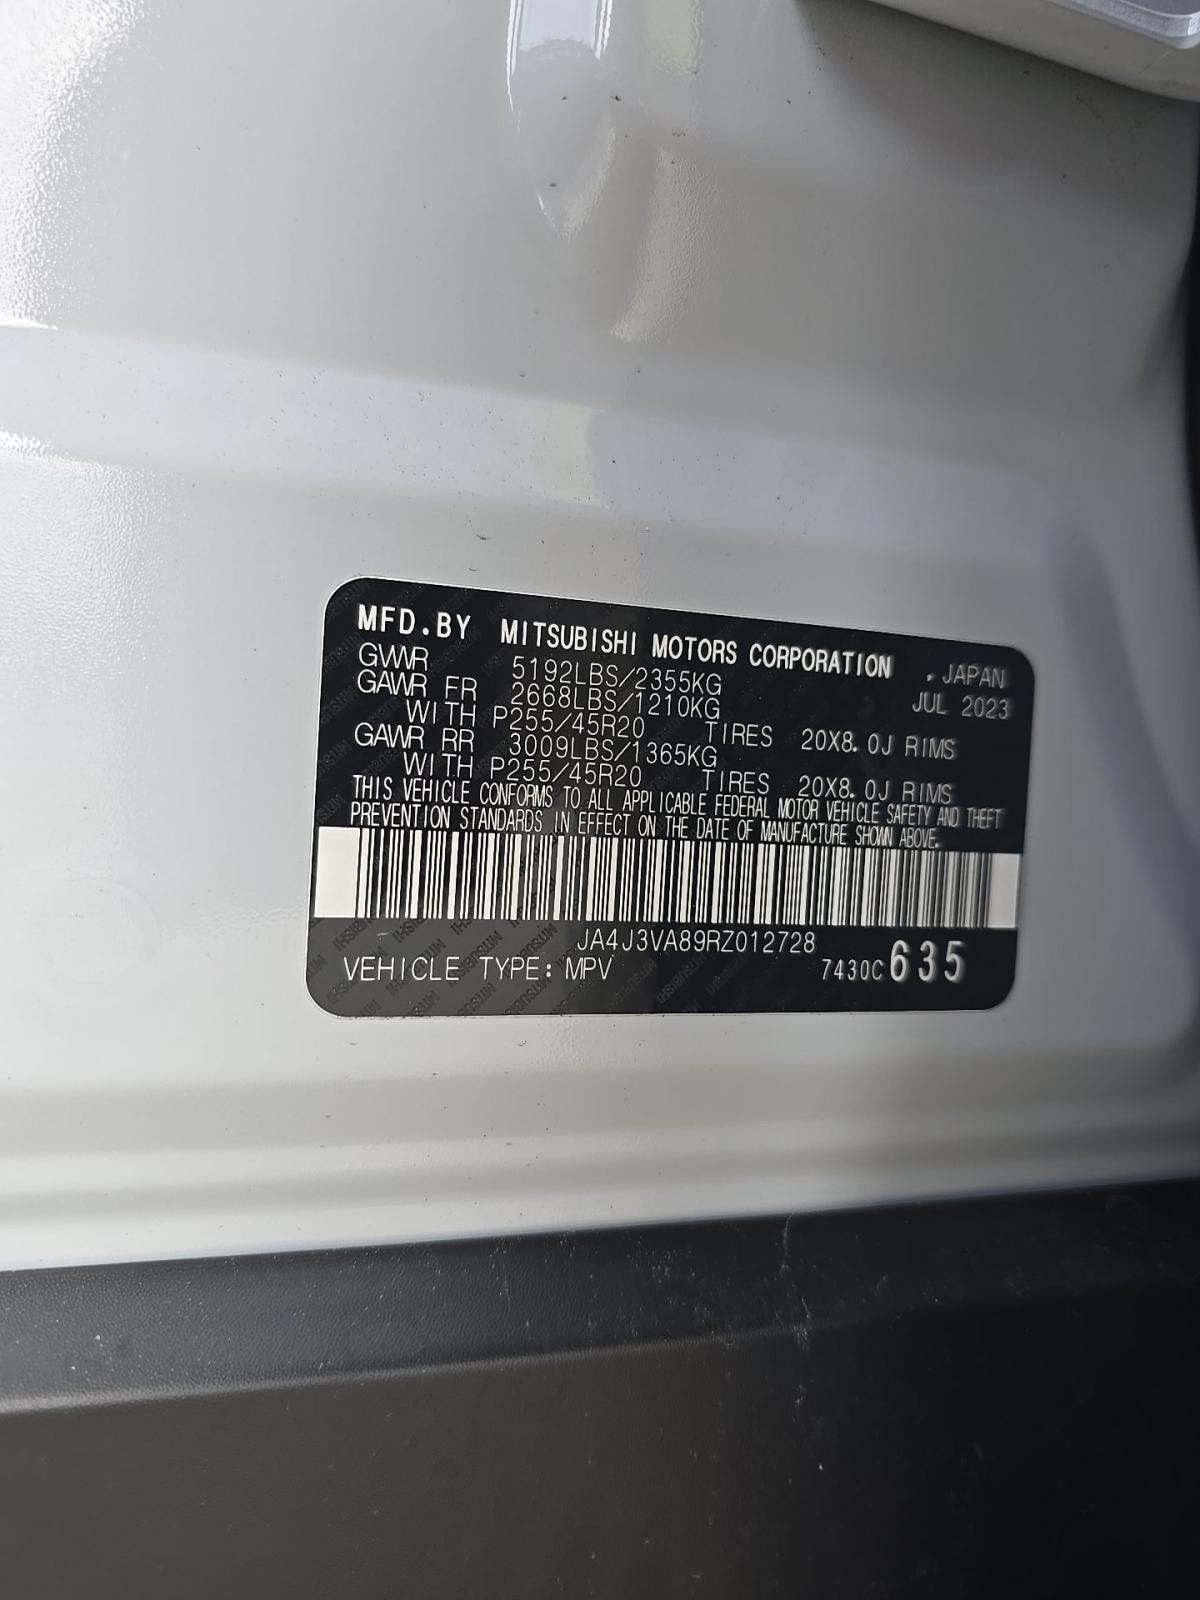 MFD.BY MITSUBISHI MOTORS CORPORATION , JAPAN
GVWR 5192LBS/2355KG JUL 2023
GAWR FR 2668LBS/1210KG
WITH P255/45R20 TIRES 20X8.0J RIMS
GAWR RR 3009LBS/1365KG
WITH P255/45R20 TIRES 20X8.0J RIMS
THIS VEHICLE CONFORMS TO ALL APPLICABLE FEDERAL MOTOR VEHICLE SAFETY AND THEFT
PREVENTION STANDARDS IN EFFECT ON THE DATE OF MANUFACTURE SHOWN ABOVE.
JA4J3VA89RZ012728
VEHICLE TYPE: MPV 7430C 635